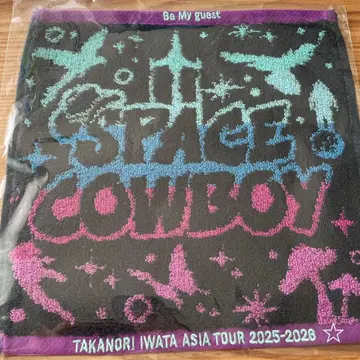 Be My guest
SPACE
COWBOY
TAKANORI IWATA ASIA TOUR 2025-2026